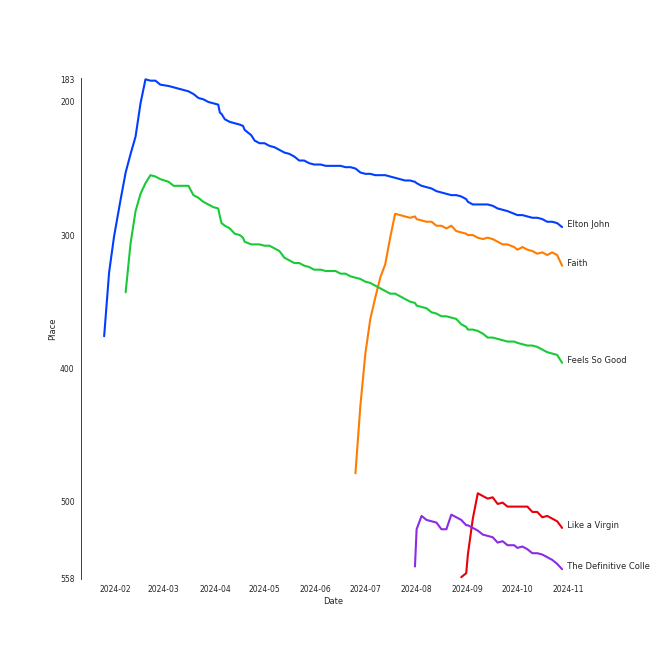 183
200
300
400
500
558
Place
2024-02 2024-03 2024-04 2024-05 2024-06 2024-07 2024-08 2024-09 2024-10 2024-11
Date
Elton John
Faith
Feels So Good
Like a Virgin
The Definitive Colle